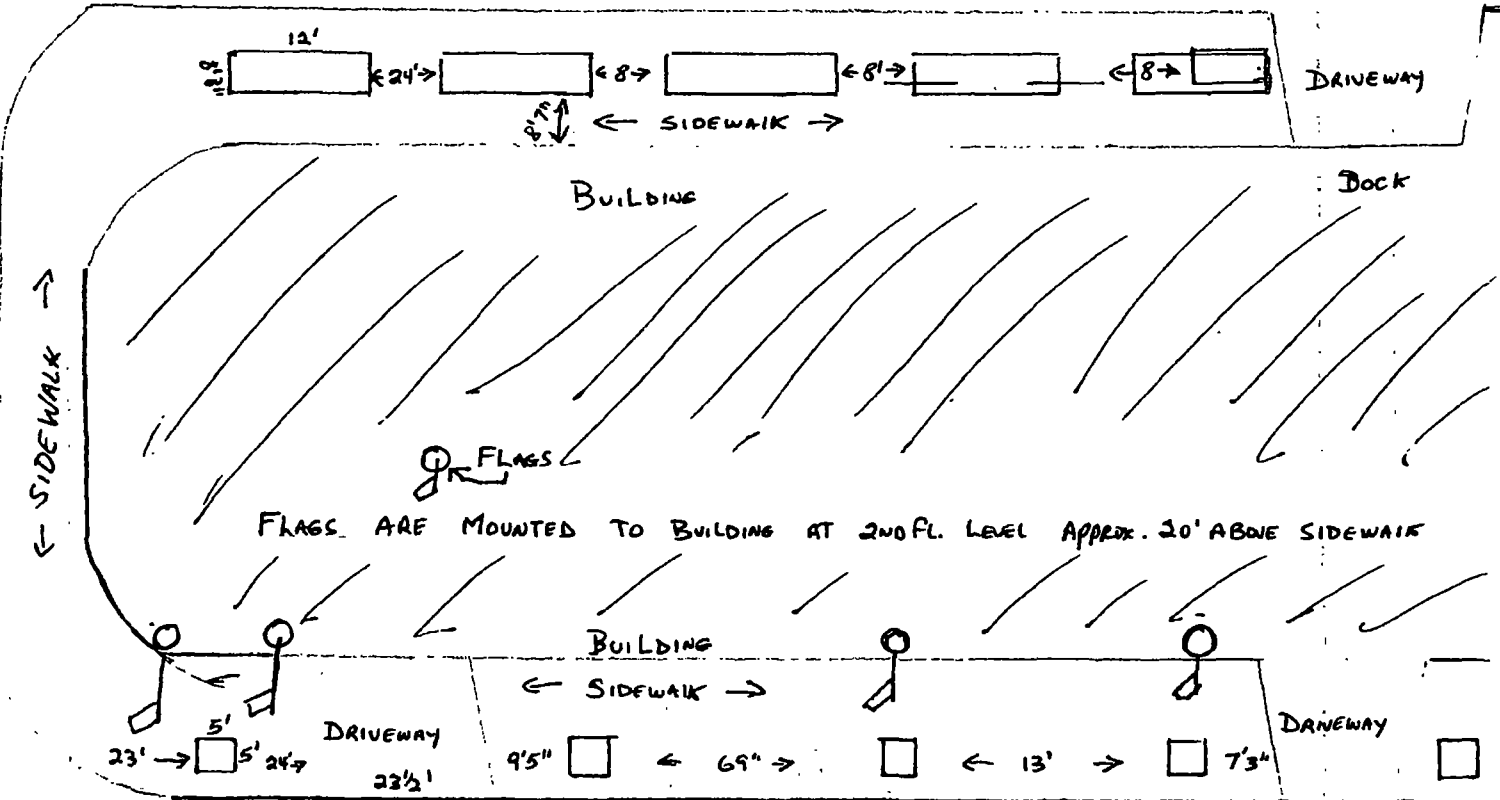 12'
24'
8
8'
8
DRIVEWAY
8'7"
SIDEWALK
BUILDING
DOCK
SIDEWALK
FLAGS
FLAGS ARE MOUNTED TO BUILDING AT 2ND FL. LEVEL APPROX. 20' ABOVE SIDEWALK
BUILDING
SIDEWALK
5'
DRIVEWAY
DRIVEWAY
23'
5'
24'
23½'
9'5"
69"
13'
7'3"